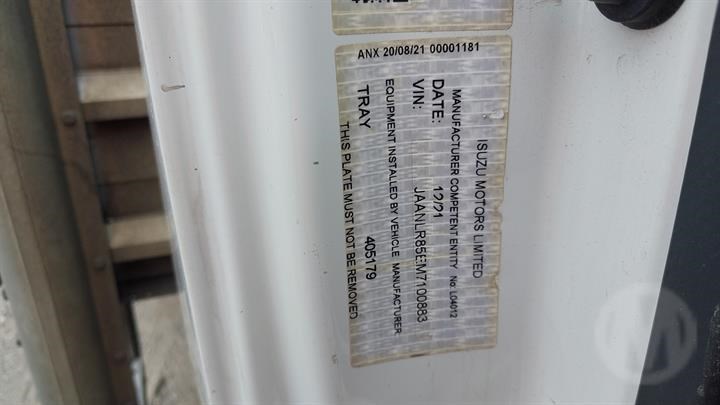 ANX 20/08/21 00001181
ISUZU MOTORS LIMITED
MANUFACTURER COMPETENT ENTITY No: L04012
DATE: 12/21
VIN: JAANLR85EM7100883
EQUIPMENT INSTALLED BY VEHICLE MANUFACTURER:
TRAY 405179
THIS PLATE MUST NOT BE REMOVED
M